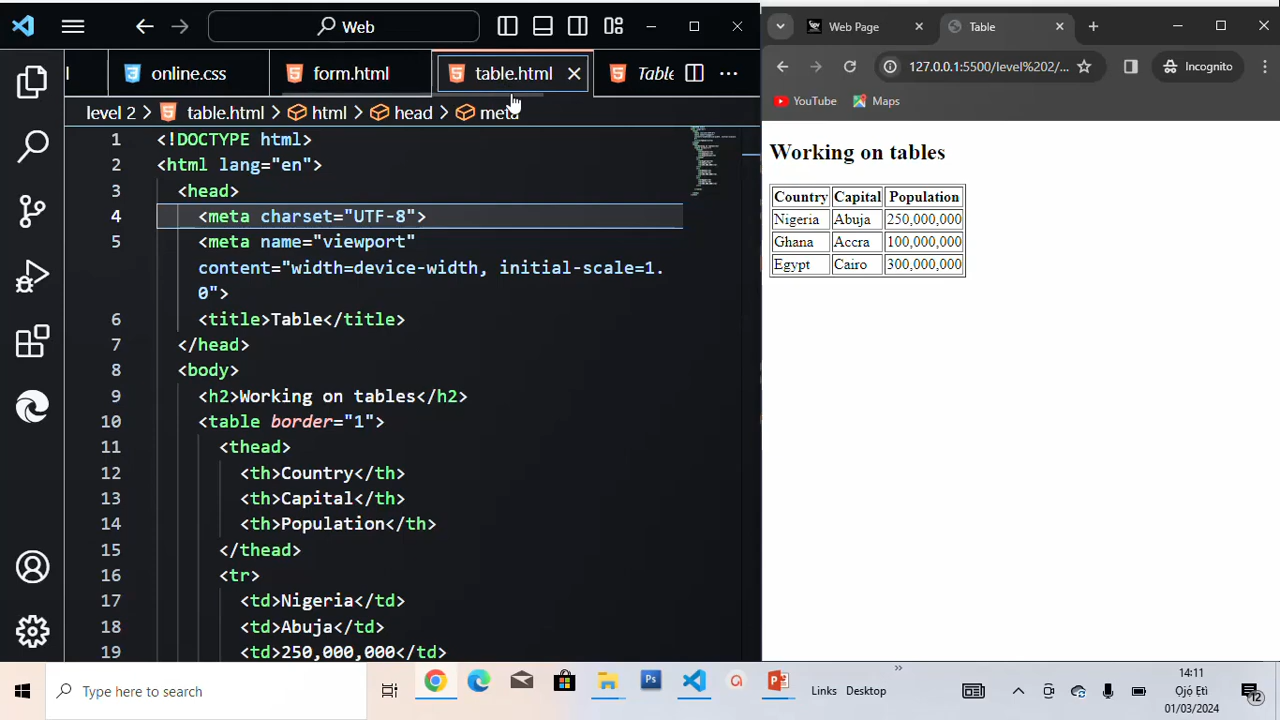 Web
online.css
form.html
table.html
Table
level 2 > table.html > html > head > meta
1 <!DOCTYPE html>
2 <html lang="en">
3 <head>
4 <meta charset="UTF-8">
5 <meta name="viewport"
content="width=device-width, initial-scale=1.
0">
6 <title>Table</title>
7 </head>
8 <body>
9 <h2>Working on tables</h2>
10 <table border="1">
11 <thead>
12 <th>Country</th>
13 <th>Capital</th>
14 <th>Population</th>
15 </thead>
16 <tr>
17 <td>Nigeria</td>
18 <td>Abuja</td>
19 <td>250,000,000</td>
Web Page
Table
127.0.0.1:5500/level%202/...
Incognito
YouTube
Maps
Working on tables
Country Capital Population
Nigeria Abuja 250,000,000
Ghana Accra 100,000,000
Egypt Cairo 300,000,000
Type here to search
Links
Desktop
14:11
Ojọ́ Ẹtì
01/03/2024
12